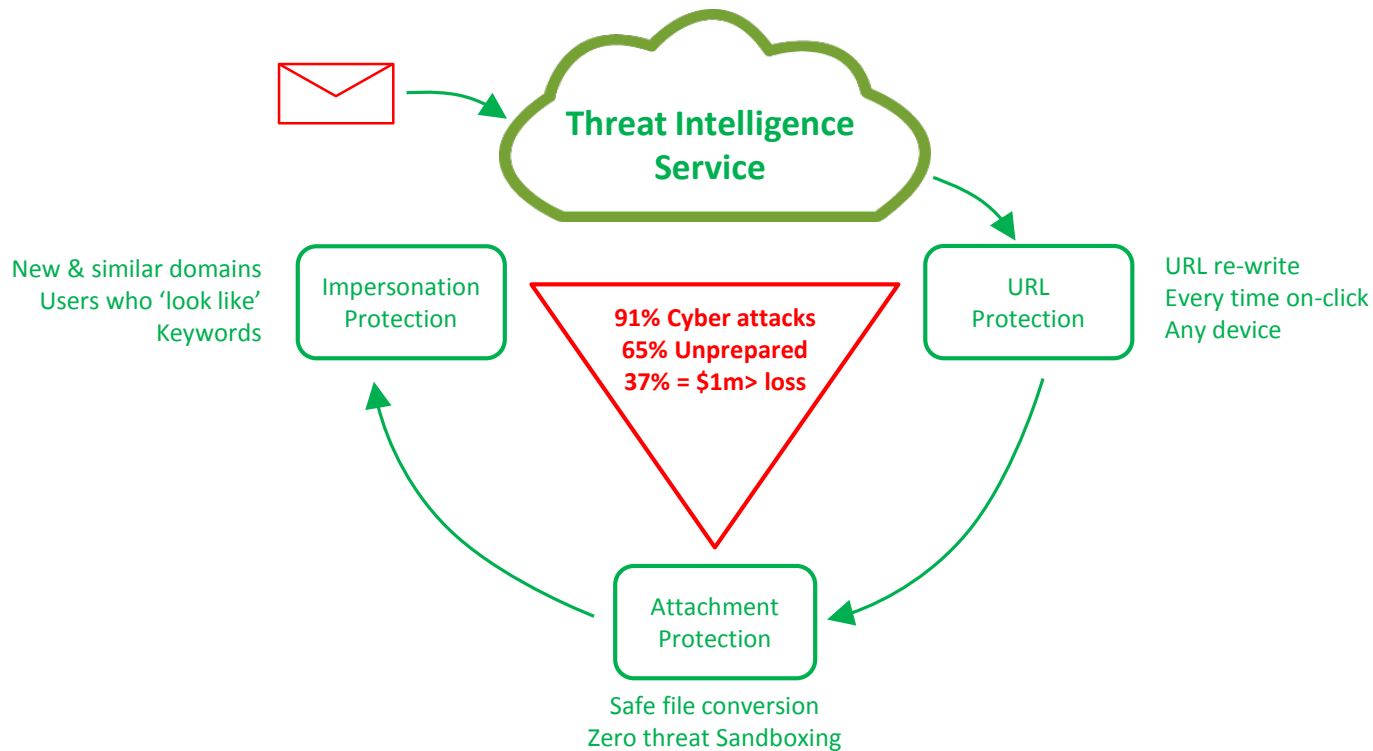 Threat Intelligence
Service
New & similar domains
Users who ‘look like’
Keywords
Impersonation
Protection
91% Cyber attacks
65% Unprepared
37% = $1m> loss
URL
Protection
URL re-write
Every time on-click
Any device
Attachment
Protection
Safe file conversion
Zero threat Sandboxing